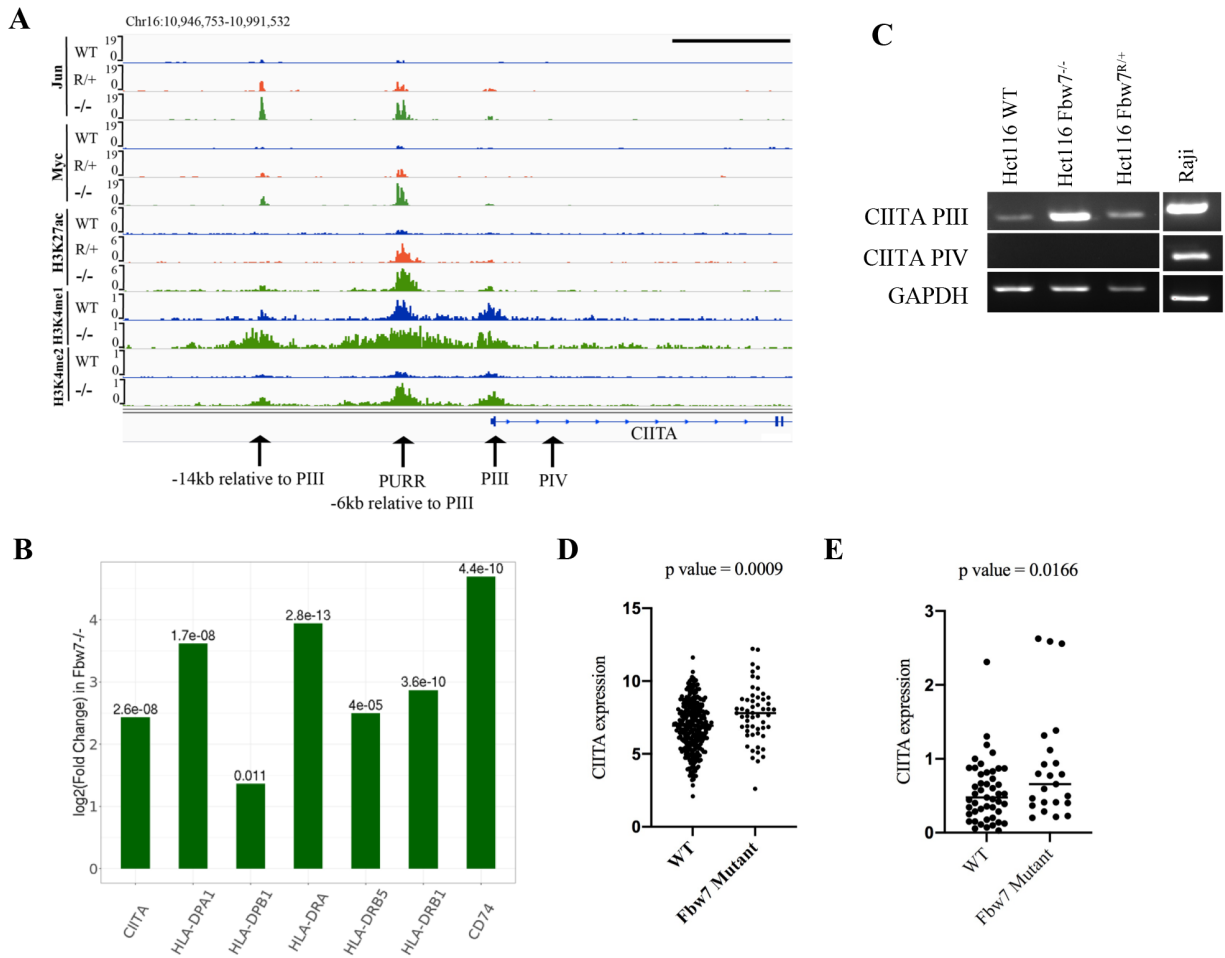 A
Chr16:10,946,753-10,991,532
Jun
WT
19
0
R/+
19
0
-/-
19
0
Myc
WT
19
0
R/+
19
0
-/-
19
0
H3K27ac
WT
6
0
R/+
6
0
-/-
6
0
H3K4me1
WT
1
0
-/-
1
0
H3K4me2
WT
1
0
-/-
1
0
CIITA
-14kb relative to PIII
PURR
-6kb relative to PIII
PIII
PIV
C
Hct116 WT
Hct116 Fbw7-/-
Hct116 Fbw7R/+
Raji
CIITA PIII
CIITA PIV
GAPDH
B
log2(Fold Change) in Fbw7-/-
4
3
2
1
0
2.6e-08
1.7e-08
0.011
2.8e-13
4e-05
3.6e-10
4.4e-10
CIITA
HLA-DPA1
HLA-DPB1
HLA-DRA
HLA-DRB5
HLA-DRB1
CD74
D
p value = 0.0009
CIITA expression
15
10
5
0
WT
Fbw7 Mutant
E
p value = 0.0166
CIITA expression
3
2
1
0
WT
Fbw7 Mutant